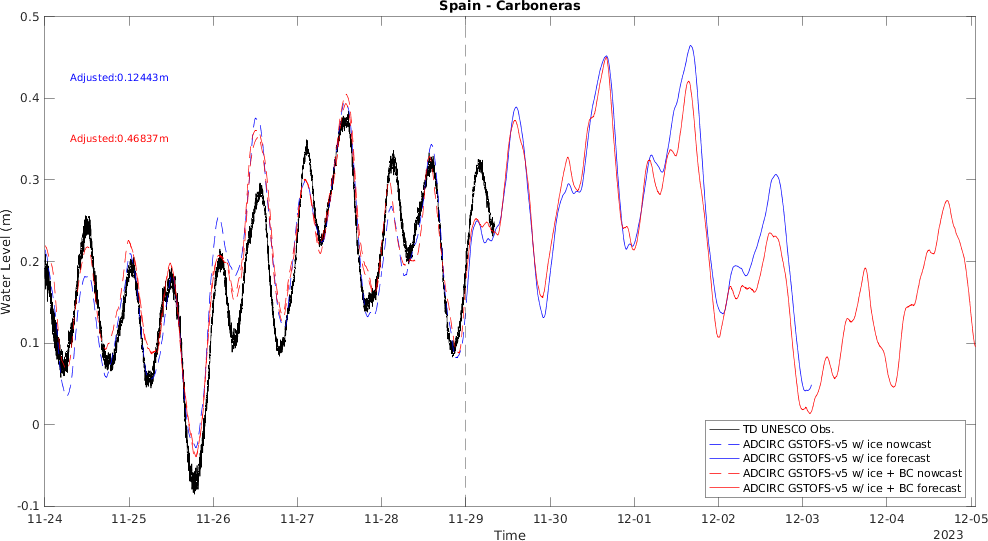 Spain - Carboneras
0.5
0.4
0.3
0.2
0.1
0
-0.1
Water Level (m)
Adjusted:0.12443m
Adjusted:0.46837m
TD UNESCO Obs.
ADCIRC GSTOFS-v5 w/ ice nowcast
ADCIRC GSTOFS-v5 w/ ice forecast
ADCIRC GSTOFS-v5 w/ ice + BC nowcast
ADCIRC GSTOFS-v5 w/ ice + BC forecast
11-24 11-25 11-26 11-27 11-28 11-29 11-30 12-01 12-02 12-03 12-04 12-05
Time
2023